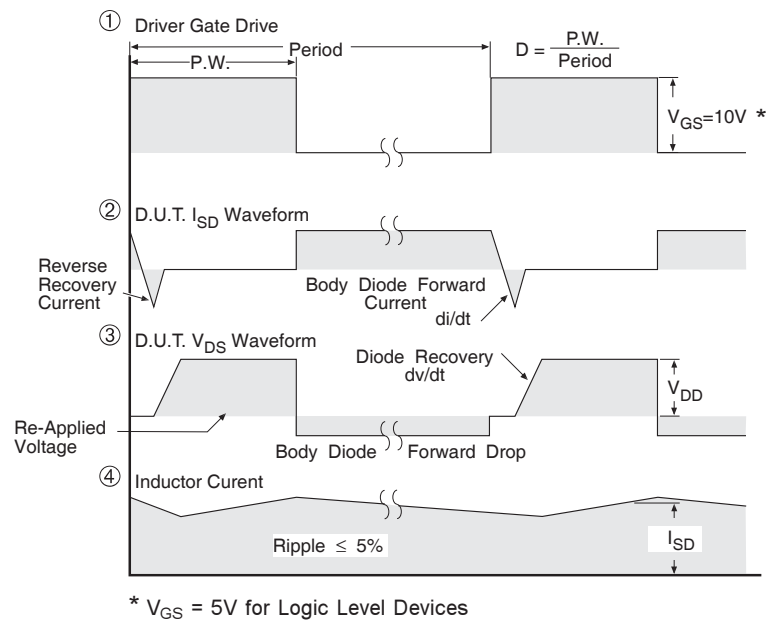 ① Driver Gate Drive
P.W.
Period
D = P.W.
Period
V_GS=10V *
② D.U.T. I_SD Waveform
Reverse
Recovery
Current
Body Diode Forward
Current
di/dt
③ D.U.T. V_DS Waveform
Diode Recovery
dv/dt
V_DD
Re-Applied
Voltage
Body Diode Forward Drop
④ Inductor Curent
Ripple ≤ 5%
I_SD
* V_GS = 5V for Logic Level Devices